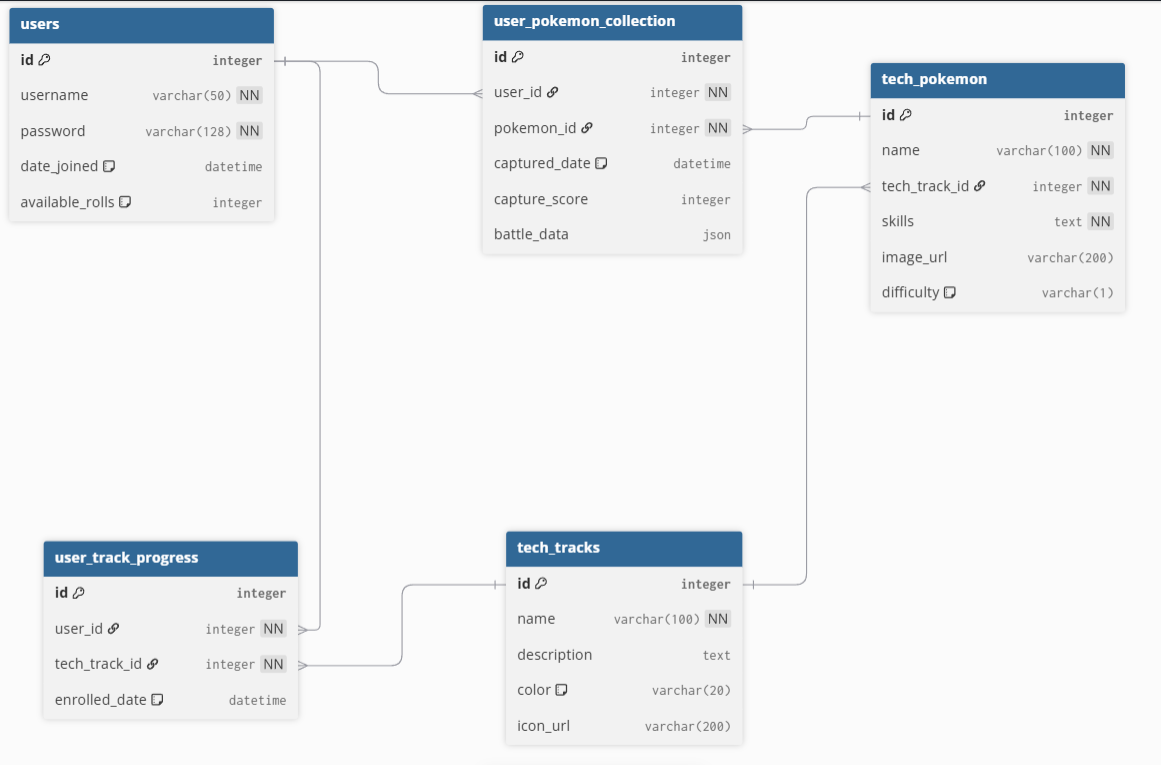 users
id integer
username varchar(50) NN
password varchar(128) NN
date_joined datetime
available_rolls integer
user_pokemon_collection
id integer
user_id integer NN
pokemon_id integer NN
captured_date datetime
capture_score integer
battle_data json
tech_pokemon
id integer
name varchar(100) NN
tech_track_id integer NN
skills text NN
image_url varchar(200)
difficulty varchar(1)
user_track_progress
id integer
user_id integer NN
tech_track_id integer NN
enrolled_date datetime
tech_tracks
id integer
name varchar(100) NN
description text
color varchar(20)
icon_url varchar(200)